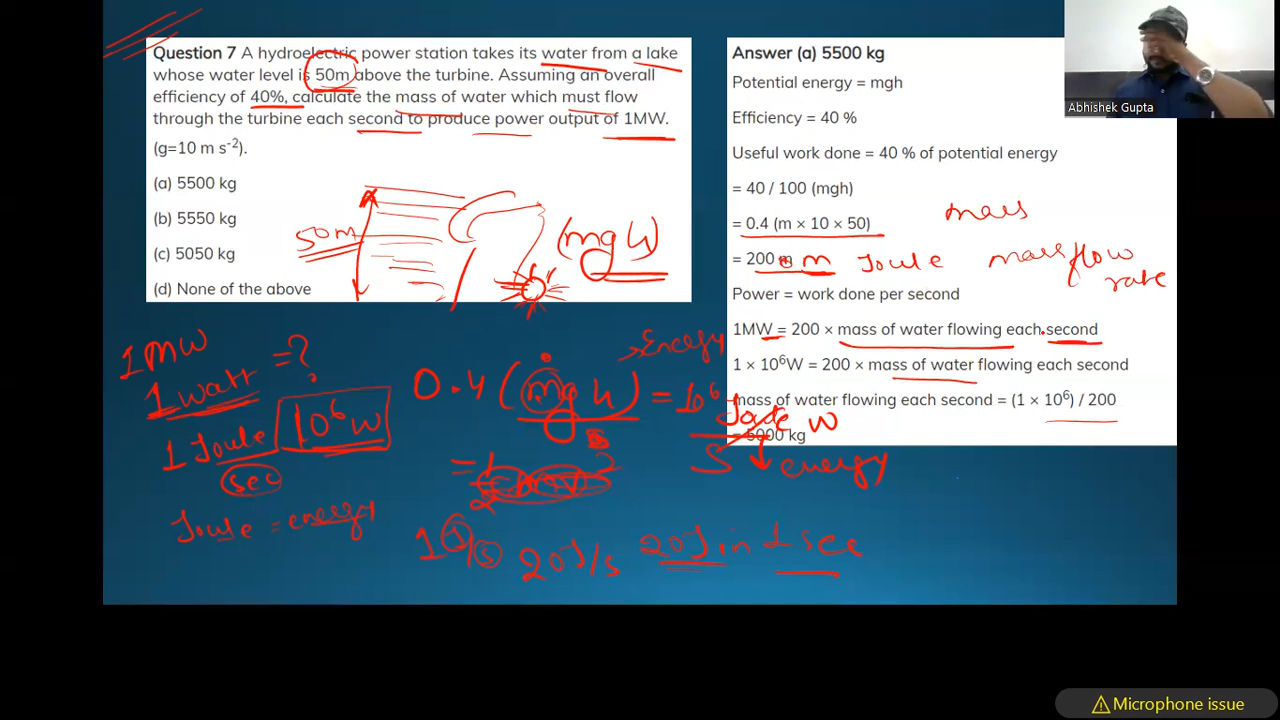 Question 7 A hydroelectric power station takes its water from a lake
whose water level is 50m above the turbine. Assuming an overall
efficiency of 40%, calculate the mass of water which must flow
through the turbine each second to produce power output of 1MW.
(g=10 m s-2).
(a) 5500 kg
(b) 5550 kg
(c) 5050 kg
(d) None of the above
50m
(mgh)
Answer (a) 5500 kg
Potential energy = mgh
Efficiency = 40 %
Useful work done = 40 % of potential energy
= 40 / 100 (mgh)
= 0.4 (m × 10 × 50)
= 200 m Joule
mass
mass flow
rate
Power = work done per second
1MW = 200 × mass of water flowing each second
1 × 10⁶W = 200 × mass of water flowing each second
mass of water flowing each second = (1 × 10⁶) / 200
= 5000 kg
Abhishek Gupta
1MW
1 watt = ?
1 Joule
sec
10⁶ W
Joule = energy
→Energy
0.4 (ṁgh) = 10⁶ Joule W
S
energy
1 J/s 20J/s 20J in 1 sec
Microphone issue